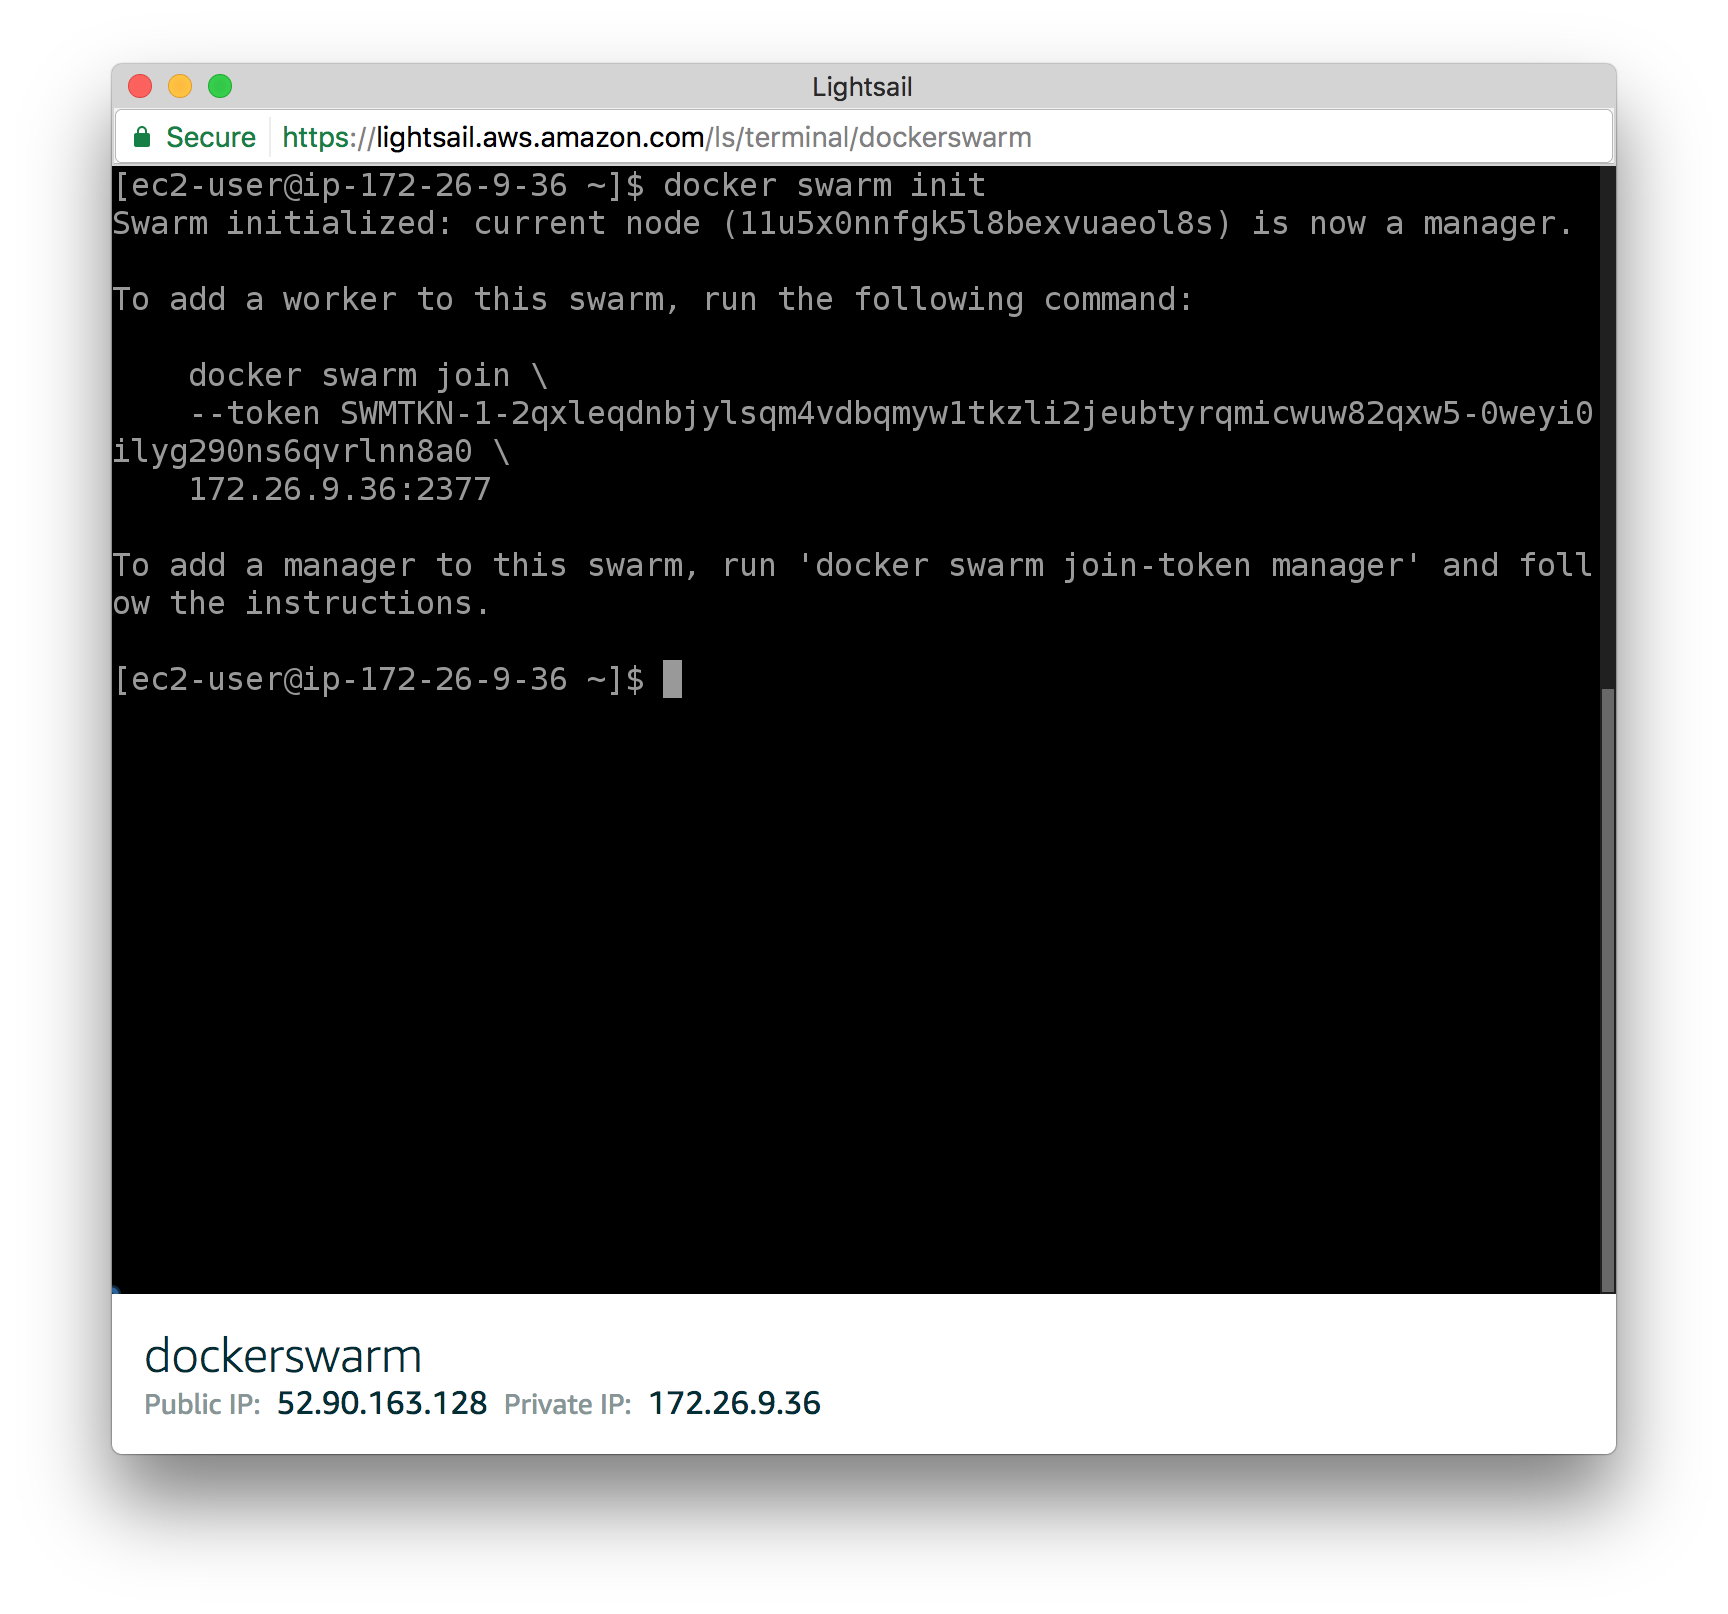 Lightsail
Secure https://lightsail.aws.amazon.com/ls/terminal/dockerswarm
[ec2-user@ip-172-26-9-36 ~]$ docker swarm init
Swarm initialized: current node (11u5x0nnfgk5l8bexvuaeol8s) is now a manager.
To add a worker to this swarm, run the following command:
docker swarm join \
--token SWMTKN-1-2qxleqdnbjylsqm4vdbqmyw1tkzli2jeubtyrqmicwuw82qxw5-0weyi0
ilyg290ns6qvrlnn8a0 \
172.26.9.36:2377
To add a manager to this swarm, run 'docker swarm join-token manager' and foll
ow the instructions.
[ec2-user@ip-172-26-9-36 ~]$
dockerswarm
Public IP: 52.90.163.128 Private IP: 172.26.9.36